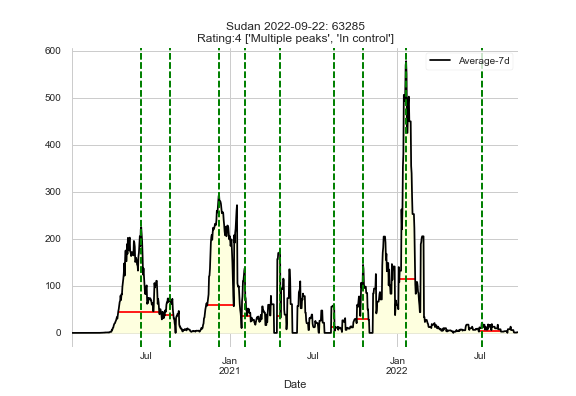 Sudan 2022-09-22: 63285
Rating:4 ['Multiple peaks', 'In control']
Average-7d
600
500
400
300
200
100
0
Jul
Jan
2021
Jul
Jan
2022
Jul
Date